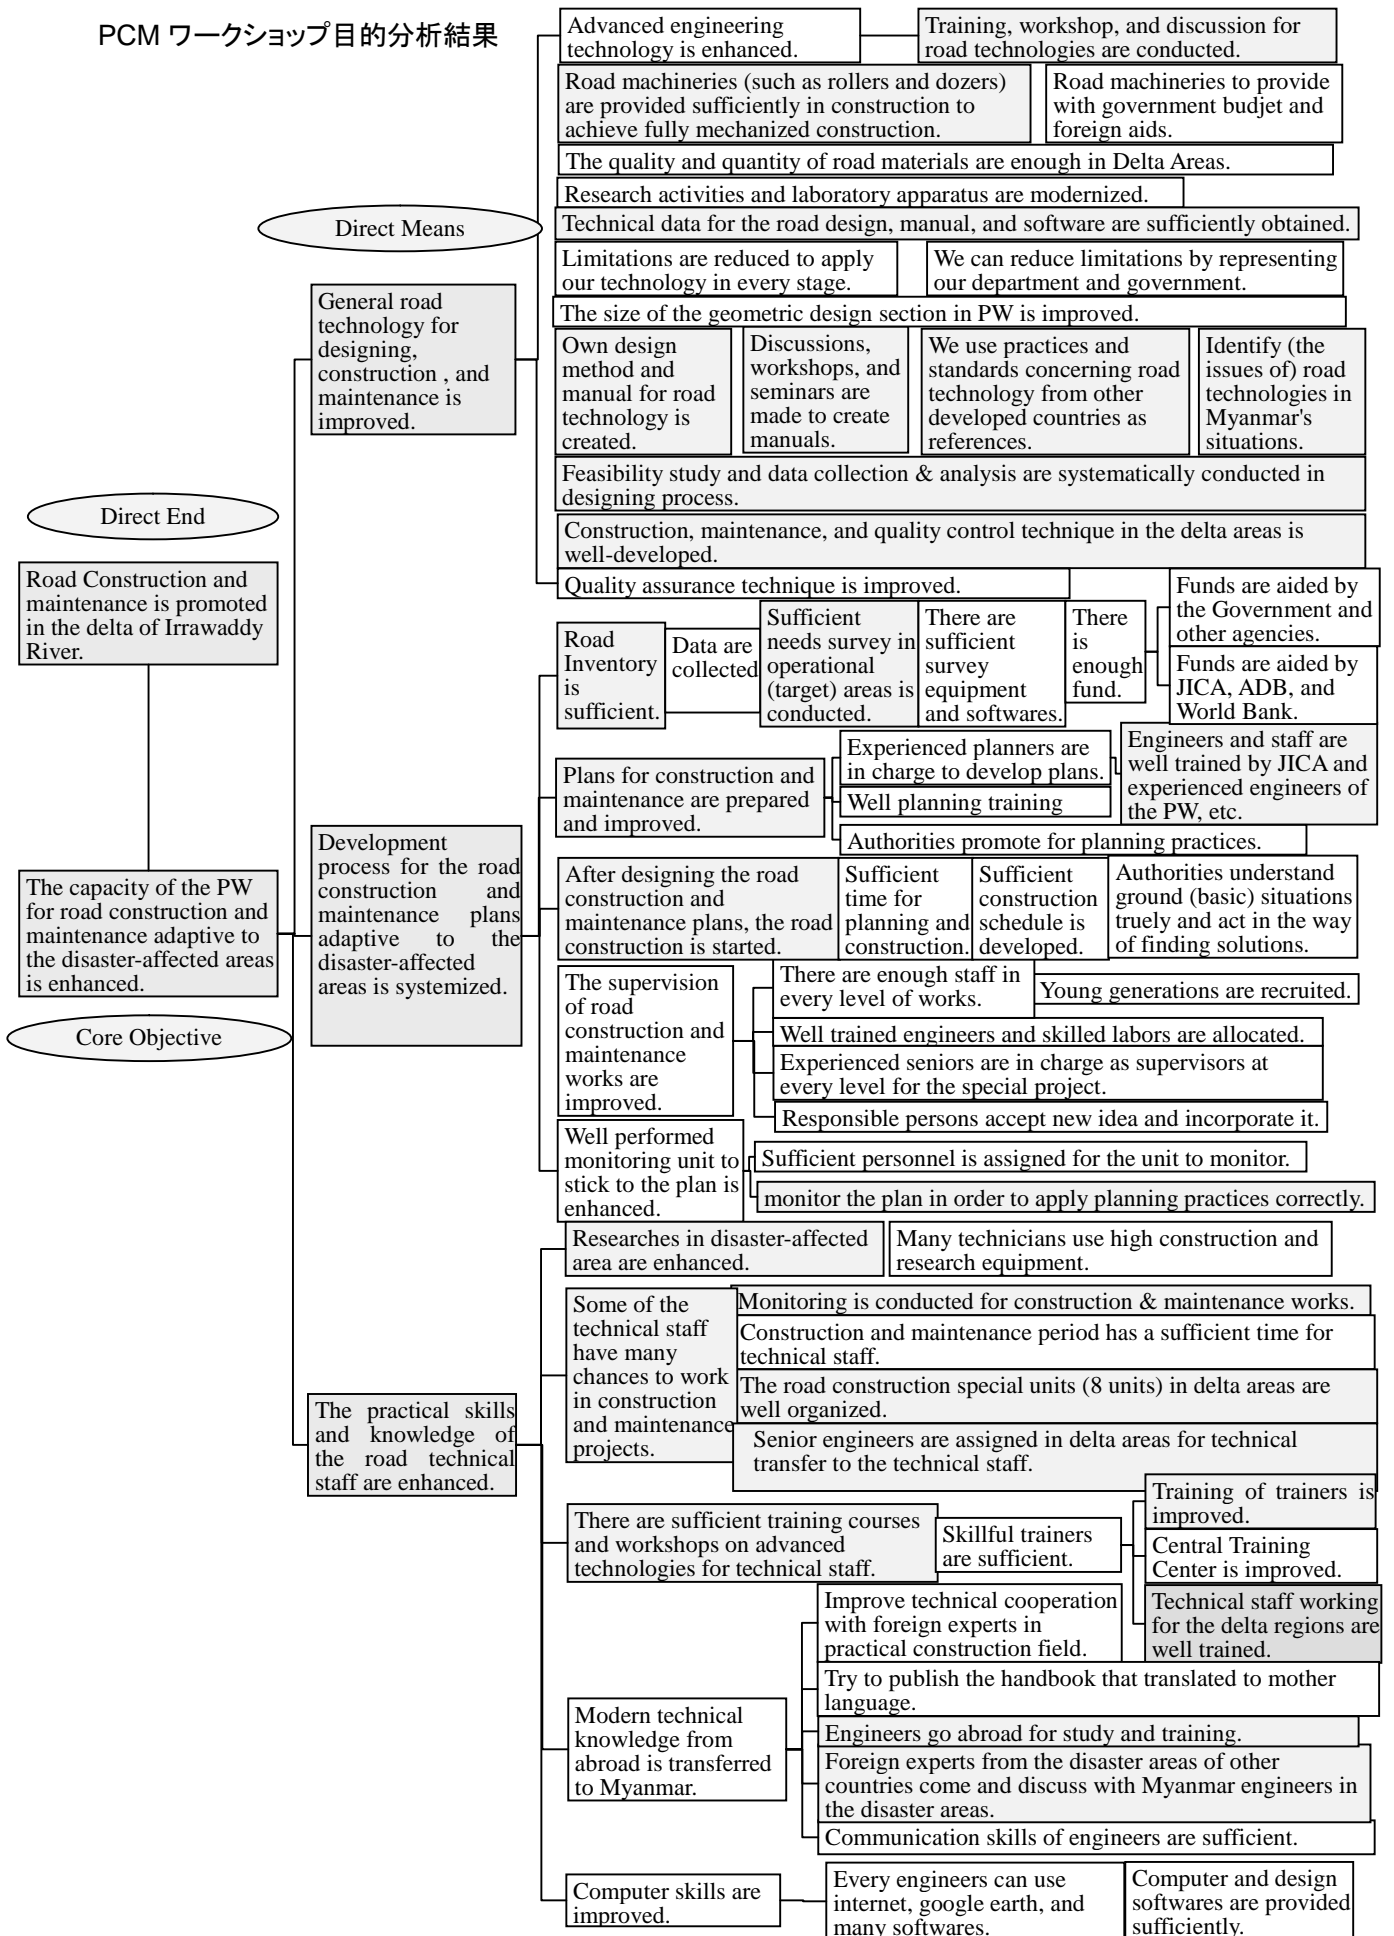 PCM ワークショップ目的分析結果
Advanced engineering
technology is enhanced.
Training, workshop, and discussion for
road technologies are conducted.
Road machineries (such as rollers and dozers)
are provided sufficiently in construction to
achieve fully mechanized construction.
Road machineries to provide
with government budjet and
foreign aids.
The quality and quantity of road materials are enough in Delta Areas.
Research activities and laboratory apparatus are modernized.
Direct Means
Technical data for the road design, manual, and software are sufficiently obtained.
Limitations are reduced to apply
our technology in every stage.
We can reduce limitations by representing
our department and government.
General road
technology for
designing,
construction , and
maintenance is
improved.
The size of the geometric design section in PW is improved.
Own design
method and
manual for road
technology is
created.
Discussions,
workshops, and
seminars are
made to create
manuals.
We use practices and
standards concerning road
technology from other
developed countries as
references.
Identify (the
issues of) road
technologies in
Myanmar's
situations.
Feasibility study and data collection & analysis are systematically conducted in
designing process.
Direct End
Construction, maintenance, and quality control technique in the delta areas is
well-developed.
Road Construction and
maintenance is promoted
in the delta of Irrawaddy
River.
Quality assurance technique is improved.
Road
Inventory
is
sufficient.
Data are
collected
Sufficient
needs survey in
operational
(target) areas is
conducted.
There are
sufficient
survey
equipment
and softwares.
There
is
enough
fund.
Funds are aided by
the Government and
other agencies.
Funds are aided by
JICA, ADB, and
World Bank.
Plans for construction and
maintenance are prepared
and improved.
Experienced planners are
in charge to develop plans.
Engineers and staff are
well trained by JICA and
experienced engineers of
the PW, etc.
Well planning training
Authorities promote for planning practices.
Development
process for the road
construction and
maintenance plans
adaptive to the
disaster-affected
areas is systemized.
The capacity of the PW
for road construction and
maintenance adaptive to
the disaster-affected areas
is enhanced.
After designing the road
construction and
maintenance plans, the road
construction is started.
Sufficient
time for
planning and
construction.
Sufficient
construction
schedule is
developed.
Authorities understand
ground (basic) situations
truely and act in the way
of finding solutions.
Core Objective
The supervision
of road
construction and
maintenance
works are
improved.
There are enough staff in
every level of works.
Young generations are recruited.
Well trained engineers and skilled labors are allocated.
Experienced seniors are in charge as supervisors at
every level for the special project.
Responsible persons accept new idea and incorporate it.
Well performed
monitoring unit to
stick to the plan is
enhanced.
Sufficient personnel is assigned for the unit to monitor.
monitor the plan in order to apply planning practices correctly.
Researches in disaster-affected
area are enhanced.
Many technicians use high construction and
research equipment.
Some of the
technical staff
have many
chances to work
in construction
and maintenance
projects.
Monitoring is conducted for construction & maintenance works.
Construction and maintenance period has a sufficient time for
technical staff.
The road construction special units (8 units) in delta areas are
well organized.
Senior engineers are assigned in delta areas for technical
transfer to the technical staff.
The practical skills
and knowledge of
the road technical
staff are enhanced.
There are sufficient training courses
and workshops on advanced
technologies for technical staff.
Skillful trainers
are sufficient.
Training of trainers is
improved.
Central Training
Center is improved.
Technical staff working
for the delta regions are
well trained.
Improve technical cooperation
with foreign experts in
practical construction field.
Try to publish the handbook that translated to mother
language.
Modern technical
knowledge from
abroad is transferred
to Myanmar.
Engineers go abroad for study and training.
Foreign experts from the disaster areas of other
countries come and discuss with Myanmar engineers in
the disaster areas.
Communication skills of engineers are sufficient.
Computer skills are
improved.
Every engineers can use
internet, google earth, and
many softwares.
Computer and design
softwares are provided
sufficiently.